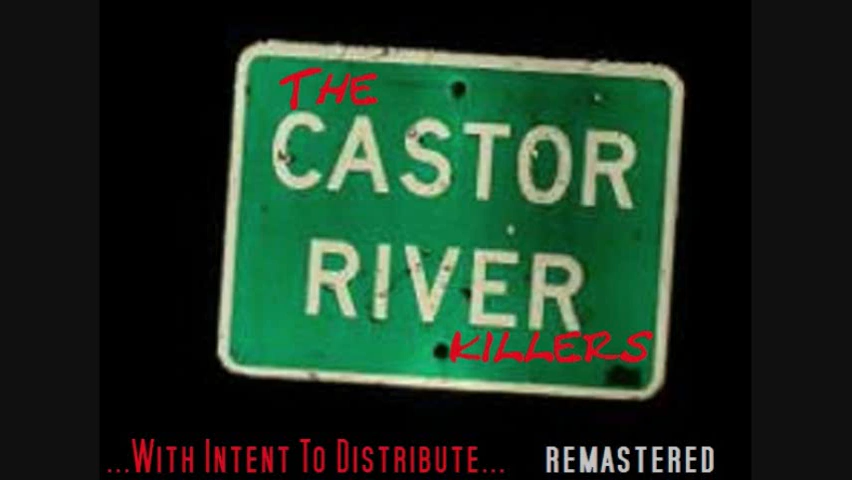 THE
CASTOR
RIVER
KILLERS
...WITH INTENT TO DISTRIBUTE... REMASTERED